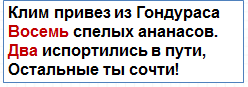 Клим привез из Гондураса
Восемь спелых ананасов.
Два испортились в пути,
Остальные ты сочти!